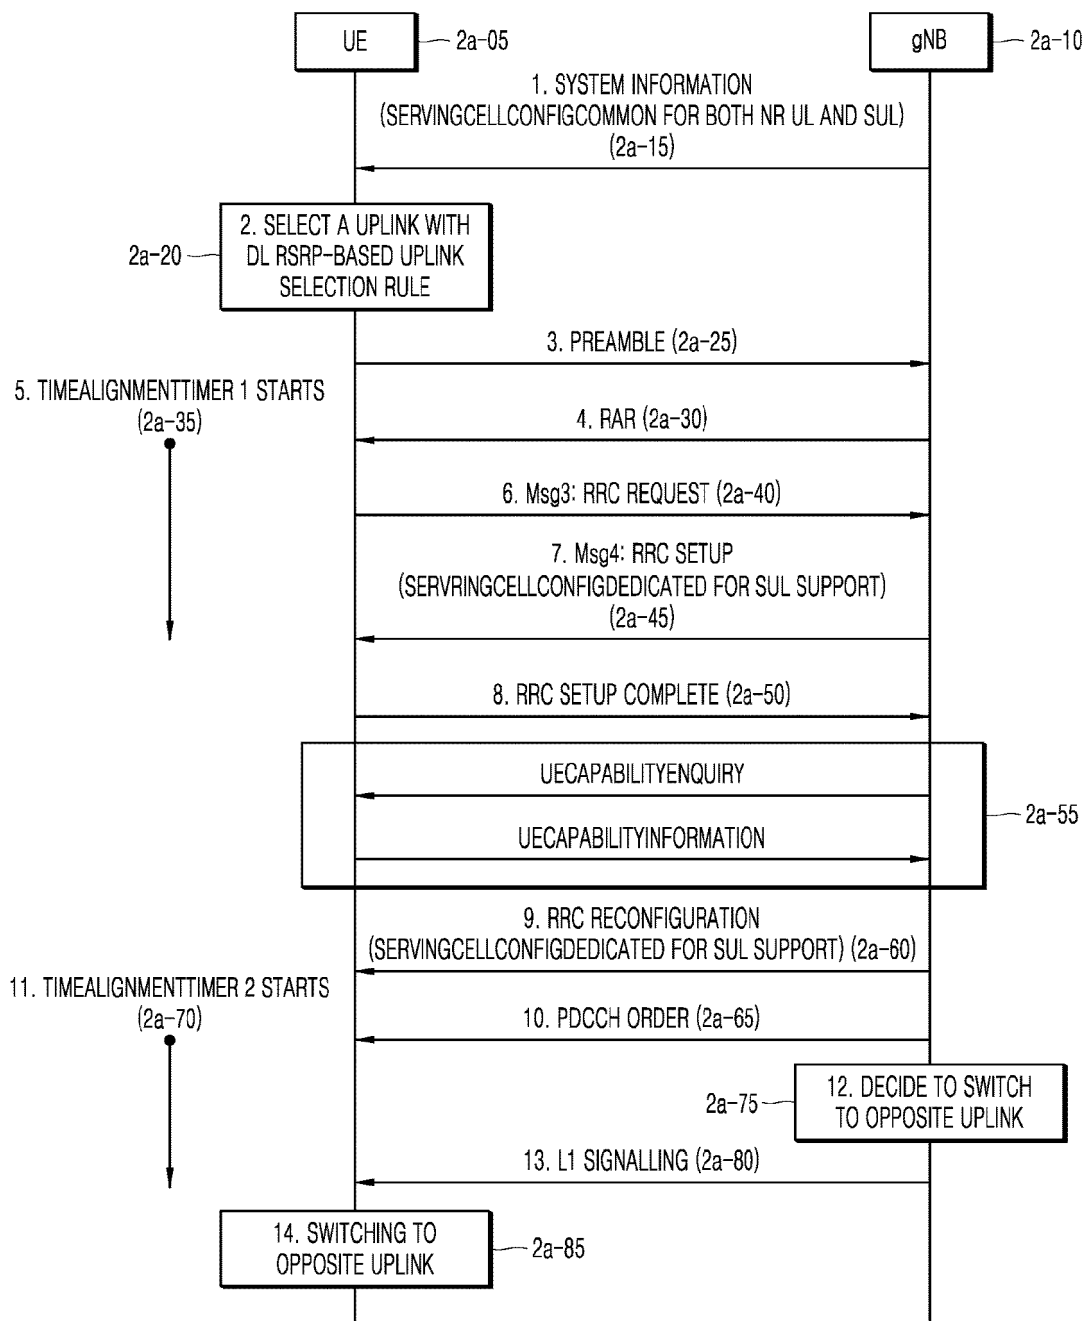 UE
2a-05
gNB
2a-10
1. SYSTEM INFORMATION
(SERVINGCELLCONFIGCOMMON FOR BOTH NR UL AND SUL)
(2a-15)
2. SELECT A UPLINK WITH
DL RSRP-BASED UPLINK
SELECTION RULE
2a-20
3. PREAMBLE (2a-25)
5. TIMEALIGNMENTTIMER 1 STARTS
(2a-35)
4. RAR (2a-30)
6. Msg3: RRC REQUEST (2a-40)
7. Msg4: RRC SETUP
(SERVRINGCELLCONFIGDEDICATED FOR SUL SUPPORT)
(2a-45)
8. RRC SETUP COMPLETE (2a-50)
UECAPABILITYENQUIRY
2a-55
UECAPABILITYINFORMATION
9. RRC RECONFIGURATION
(SERVINGCELLCONFIGDEDICATED FOR SUL SUPPORT) (2a-60)
11. TIMEALIGNMENTTIMER 2 STARTS
(2a-70)
10. PDCCH ORDER (2a-65)
12. DECIDE TO SWITCH
TO OPPOSITE UPLINK
2a-75
13. L1 SIGNALLING (2a-80)
14. SWITCHING TO
OPPOSITE UPLINK
2a-85